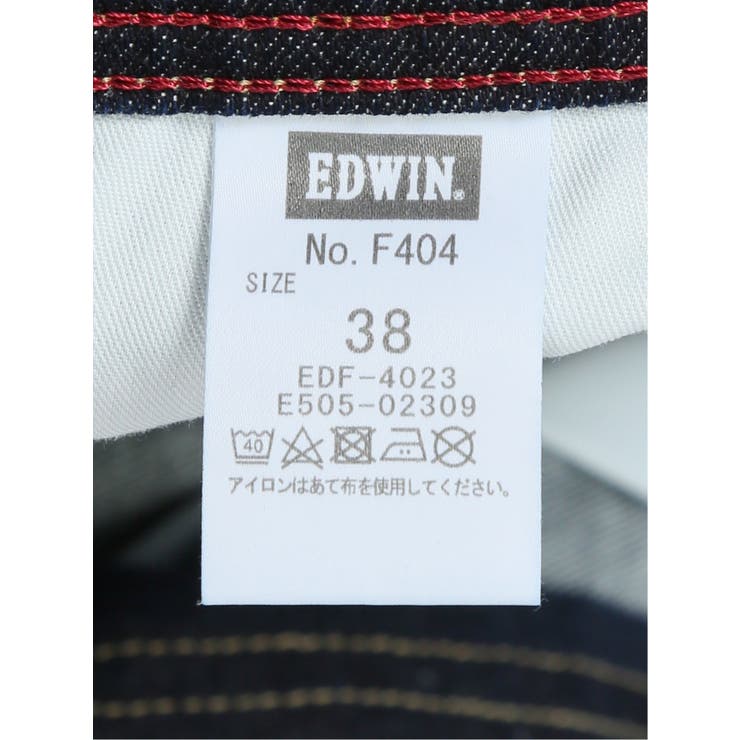 EDWIN®
No. F404
SIZE
38
EDF-4023
E505-02309
40
アイロンはあて布を使用してください。